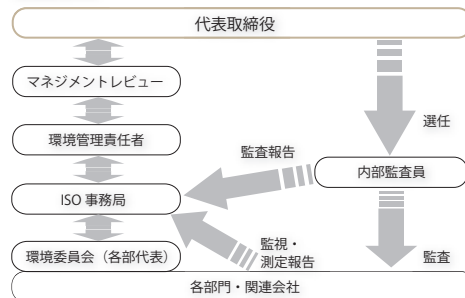 代表取締役
マネジメントレビュー
選任
環境管理責任者
監査報告
内部監査員
ISO 事務局
環境委員会（各部代表）
監視・
測定報告
監査
各部門・関連会社